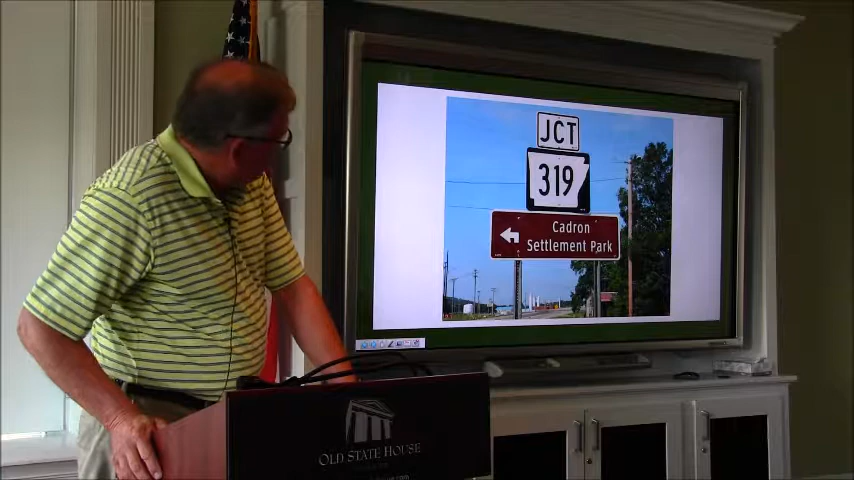 JCT
319
Cadron
Settlement Park
OLD STATE HOUSE